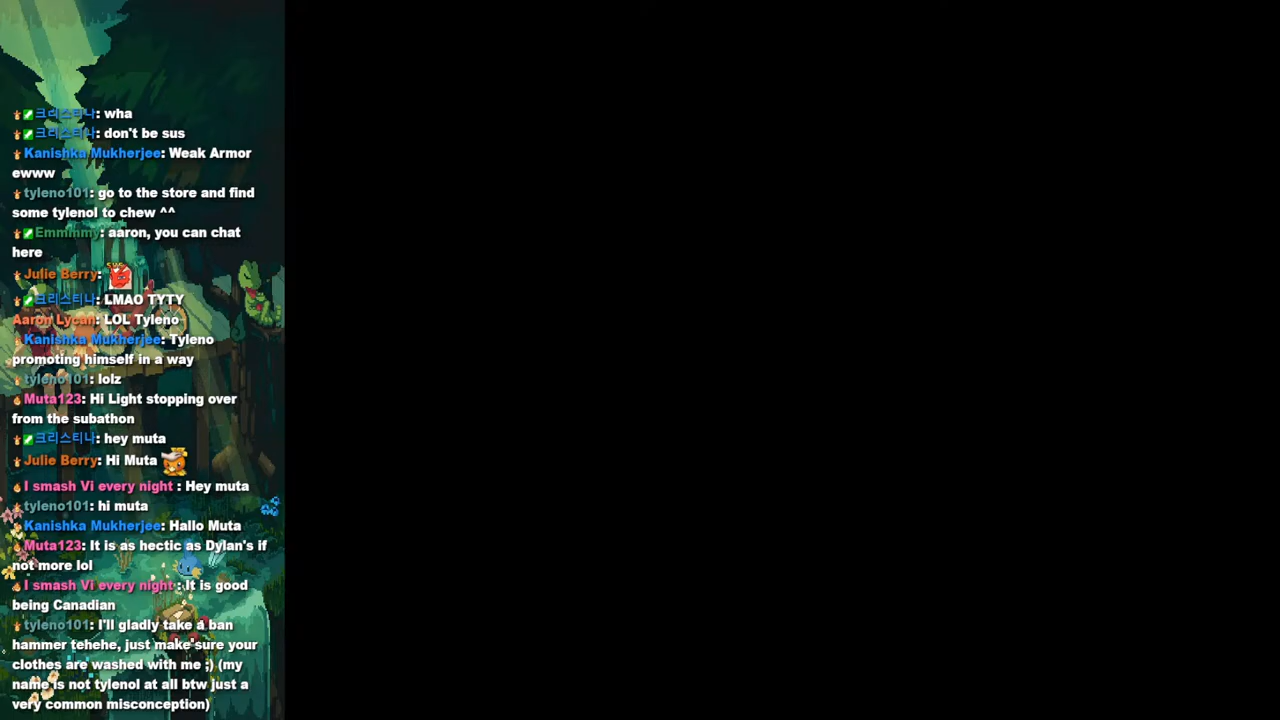 크리스티나: wha
크리스티나: don't be sus
Kanishka Mukherjee: Weak Armor
ewww
tyleno101: go to the store and find
some tylenol to chew ^^
Emmmmy: aaron, you can chat
here
Julie Berry:
크리스티나: LMAO TYTY
Aaron Lycan: LOL Tyleno
Kanishka Mukherjee: Tyleno
promoting himself in a way
tyleno101: lolz
Muta123: Hi Light stopping over
from the subathon
크리스티나: hey muta
Julie Berry: Hi Muta
I smash Vi every night : Hey muta
tyleno101: hi muta
Kanishka Mukherjee: Hallo Muta
Muta123: It is as hectic as Dylan's if
not more lol
I smash Vi every night : It is good
being Canadian
tyleno101: I'll gladly take a ban
hammer tehehe, just make sure your
clothes are washed with me ;) (my
name is not tylenol at all btw just a
very common misconception)